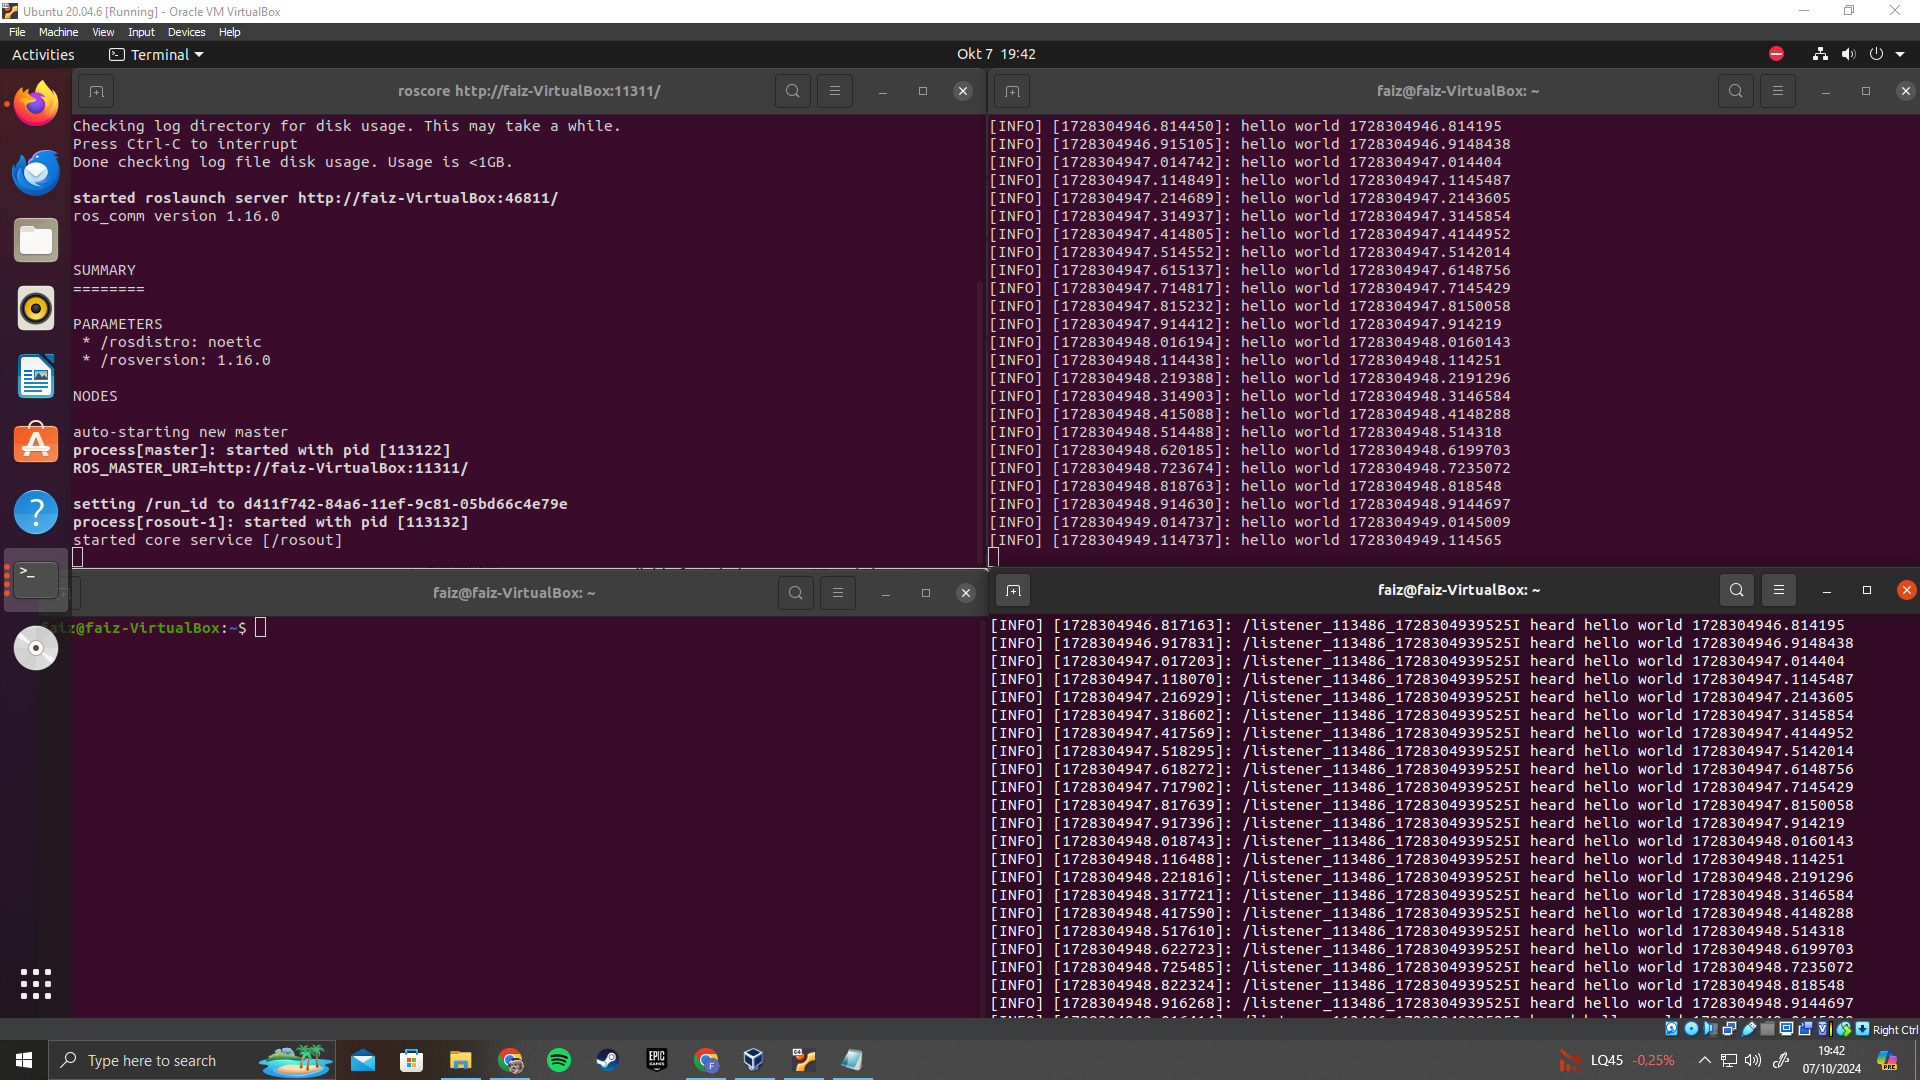 Ubuntu 20.04.6 [Running] - Oracle VM VirtualBox
File Machine View Input Devices Help
Activities Terminal Okt 7 19:42
roscore http://faiz-VirtualBox:11311/
Checking log directory for disk usage. This may take a while.
Press Ctrl-C to interrupt
Done checking log file disk usage. Usage is <1GB.
started roslaunch server http://faiz-VirtualBox:46811/
ros_comm version 1.16.0
SUMMARY
========
PARAMETERS
* /rosdistro: noetic
* /rosversion: 1.16.0
NODES
auto-starting new master
process[master]: started with pid [113122]
ROS_MASTER_URI=http://faiz-VirtualBox:11311/
setting /run_id to d411f742-84a6-11ef-9c81-05bd66c4e79e
process[rosout-1]: started with pid [113132]
started core service [/rosout]
faiz@faiz-VirtualBox: ~
[INFO] [1728304946.814450]: hello world 1728304946.814195
[INFO] [1728304946.915105]: hello world 1728304946.9148438
[INFO] [1728304947.014742]: hello world 1728304947.014404
[INFO] [1728304947.114849]: hello world 1728304947.1145487
[INFO] [1728304947.214689]: hello world 1728304947.2143605
[INFO] [1728304947.314937]: hello world 1728304947.3145854
[INFO] [1728304947.414805]: hello world 1728304947.4144952
[INFO] [1728304947.514552]: hello world 1728304947.5142014
[INFO] [1728304947.615137]: hello world 1728304947.6148756
[INFO] [1728304947.714817]: hello world 1728304947.7145429
[INFO] [1728304947.815232]: hello world 1728304947.8150058
[INFO] [1728304947.914412]: hello world 1728304947.914219
[INFO] [1728304948.016194]: hello world 1728304948.0160143
[INFO] [1728304948.114438]: hello world 1728304948.114251
[INFO] [1728304948.219388]: hello world 1728304948.2191296
[INFO] [1728304948.314903]: hello world 1728304948.3146584
[INFO] [1728304948.415088]: hello world 1728304948.4148288
[INFO] [1728304948.514488]: hello world 1728304948.514318
[INFO] [1728304948.620185]: hello world 1728304948.6199703
[INFO] [1728304948.723674]: hello world 1728304948.7235072
[INFO] [1728304948.818763]: hello world 1728304948.818548
[INFO] [1728304948.914630]: hello world 1728304948.9144697
[INFO] [1728304949.014737]: hello world 1728304949.0145009
[INFO] [1728304949.114737]: hello world 1728304949.114565
faiz@faiz-VirtualBox: ~
faiz@faiz-VirtualBox:~$
faiz@faiz-VirtualBox: ~
[INFO] [1728304946.817163]: /listener_113486_1728304939525I heard hello world 1728304946.814195
[INFO] [1728304946.917831]: /listener_113486_1728304939525I heard hello world 1728304946.9148438
[INFO] [1728304947.017203]: /listener_113486_1728304939525I heard hello world 1728304947.014404
[INFO] [1728304947.118070]: /listener_113486_1728304939525I heard hello world 1728304947.1145487
[INFO] [1728304947.216929]: /listener_113486_1728304939525I heard hello world 1728304947.2143605
[INFO] [1728304947.318602]: /listener_113486_1728304939525I heard hello world 1728304947.3145854
[INFO] [1728304947.417569]: /listener_113486_1728304939525I heard hello world 1728304947.4144952
[INFO] [1728304947.518295]: /listener_113486_1728304939525I heard hello world 1728304947.5142014
[INFO] [1728304947.618272]: /listener_113486_1728304939525I heard hello world 1728304947.6148756
[INFO] [1728304947.717902]: /listener_113486_1728304939525I heard hello world 1728304947.7145429
[INFO] [1728304947.817639]: /listener_113486_1728304939525I heard hello world 1728304947.8150058
[INFO] [1728304947.917396]: /listener_113486_1728304939525I heard hello world 1728304947.914219
[INFO] [1728304948.018743]: /listener_113486_1728304939525I heard hello world 1728304948.0160143
[INFO] [1728304948.116488]: /listener_113486_1728304939525I heard hello world 1728304948.114251
[INFO] [1728304948.221816]: /listener_113486_1728304939525I heard hello world 1728304948.2191296
[INFO] [1728304948.317721]: /listener_113486_1728304939525I heard hello world 1728304948.3146584
[INFO] [1728304948.417590]: /listener_113486_1728304939525I heard hello world 1728304948.4148288
[INFO] [1728304948.517610]: /listener_113486_1728304939525I heard hello world 1728304948.514318
[INFO] [1728304948.622723]: /listener_113486_1728304939525I heard hello world 1728304948.6199703
[INFO] [1728304948.725485]: /listener_113486_1728304939525I heard hello world 1728304948.7235072
[INFO] [1728304948.822324]: /listener_113486_1728304939525I heard hello world 1728304948.818548
[INFO] [1728304948.916268]: /listener_113486_1728304939525I heard hello world 1728304948.9144697
Right Ctrl
Type here to search
EPIC GAMES
LQ45 -0,25%
19:42
07/10/2024